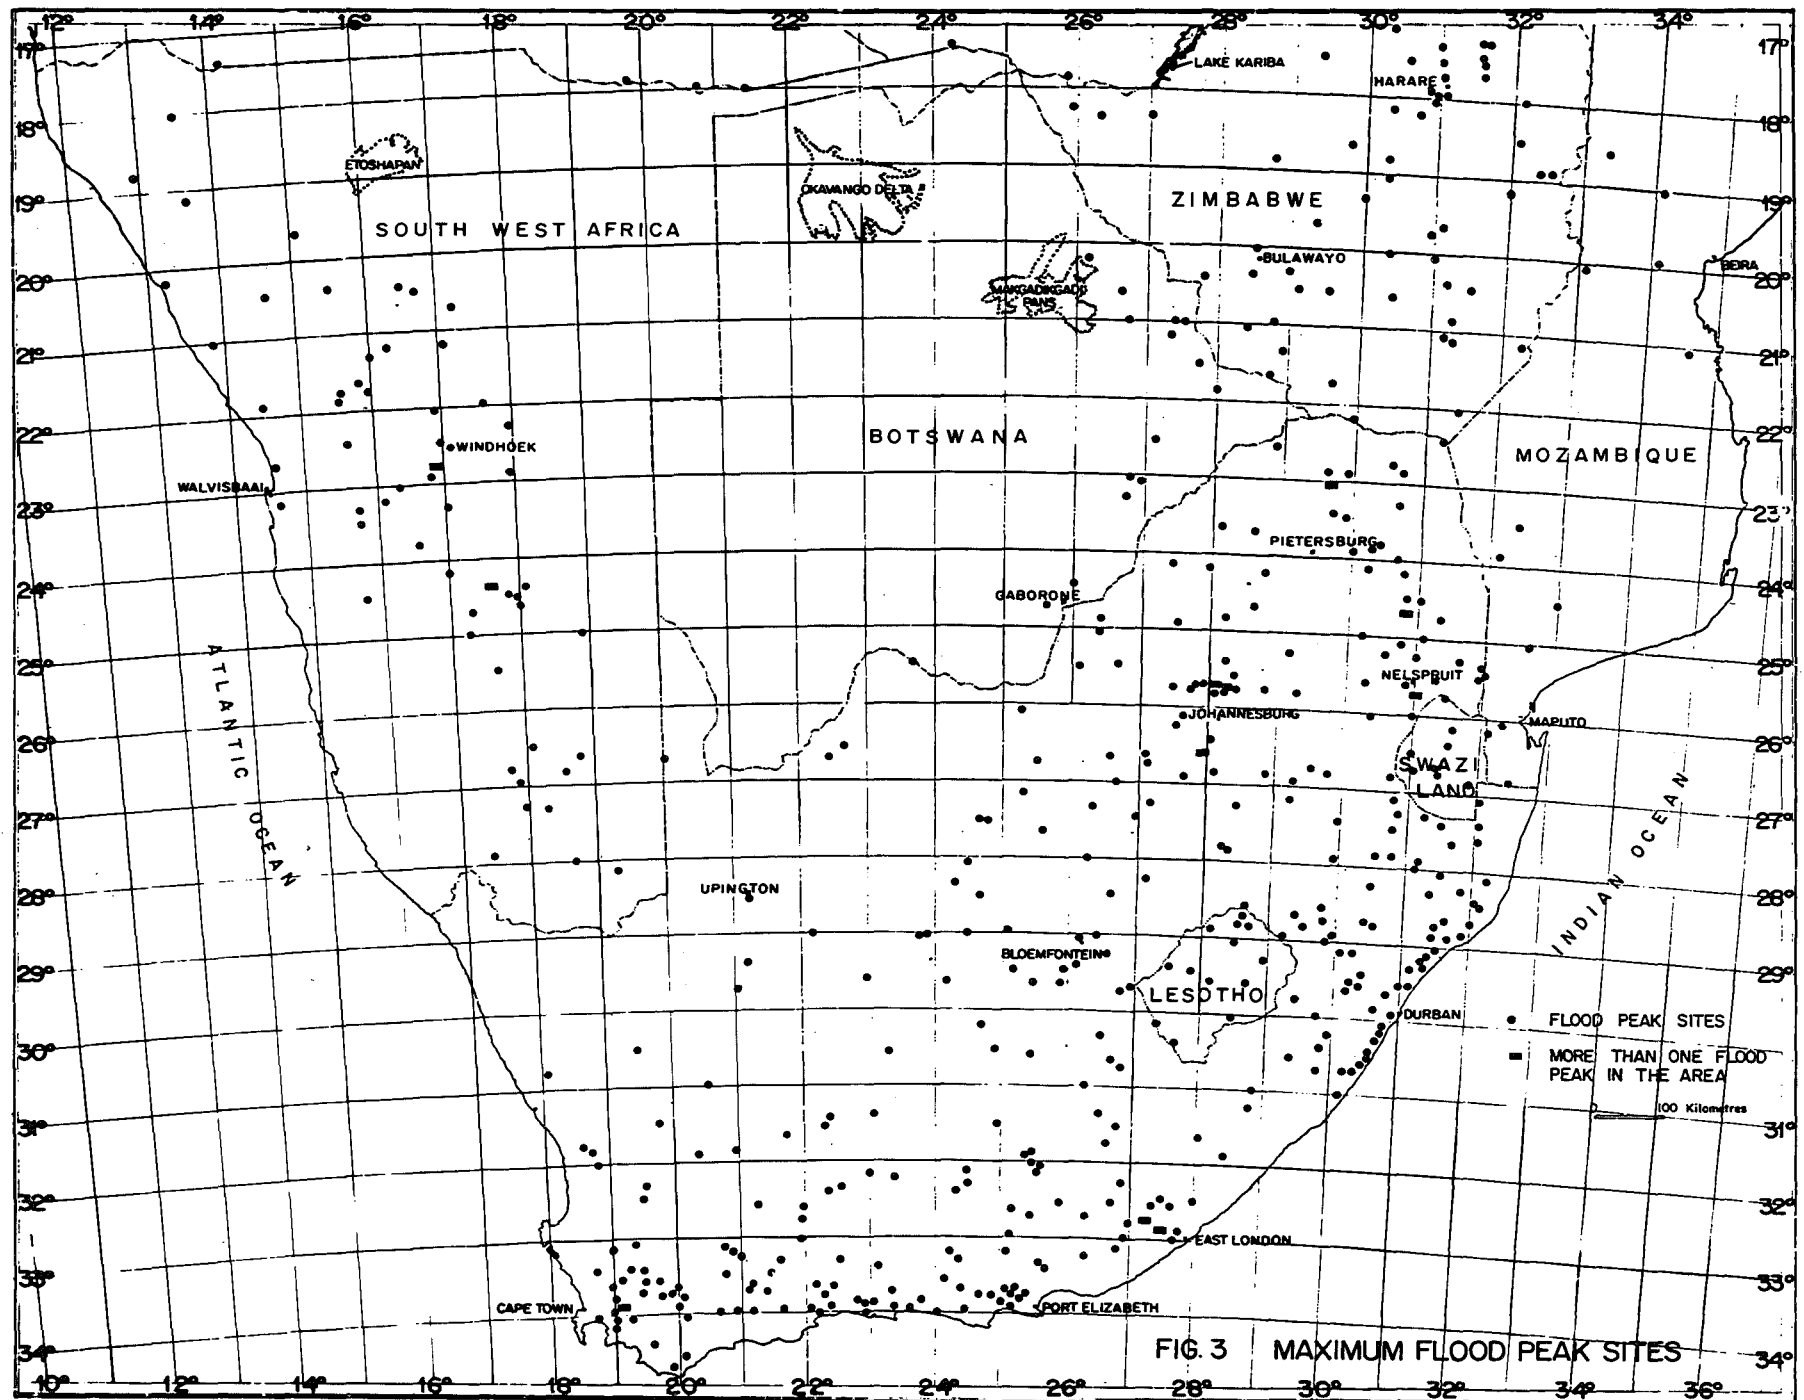 12° 14° 16° 18° 20° 22° 24° 26° 28° 30° 32° 34°
17° 17°
LAKE KARIBA
HARARE
18° 18°
ETOSHAPAN
OKAVANGO DELTA
ZIMBABWE
19° 19°
SOUTH WEST AFRICA
BULAWAYO
BEIRA
20° 20°
MAKGADIKGADI
PANS
21° 21°
BOTSWANA
22° 22°
WINDHOEK
MOZAMBIQUE
WALVISBAAI
23° 23°
PIETERSBURG
24° 24°
GABORONE
25° 25°
NELSPRUIT
JOHANNESBURG
MAPUTO
26° 26°
ATLANTIC OCEAN
SWAZI
LAND
27° 27°
INDIAN OCEAN
UPINGTON
28° 28°
BLOEMFONTEIN
29° 29°
LESOTHO
DURBAN
FLOOD PEAK SITES
30° 30°
MORE THAN ONE FLOOD
PEAK IN THE AREA
0 100 Kilometres
31° 31°
32° 32°
EAST LONDON
33° 33°
CAPE TOWN
PORT ELIZABETH
34° 34°
FIG. 3 MAXIMUM FLOOD PEAK SITES
10° 12° 14° 16° 18° 20° 22° 24° 26° 28° 30° 32° 34°